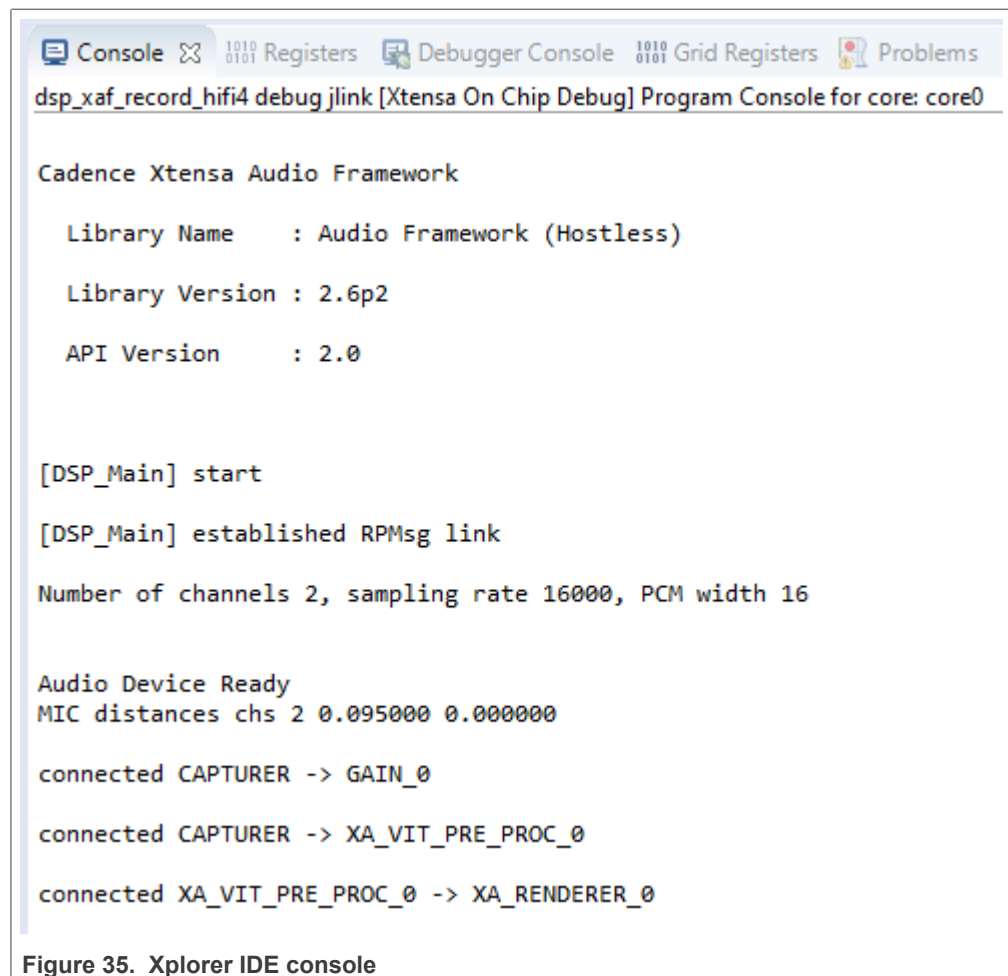 Console Registers Debugger Console Grid Registers Problems
dsp_xaf_record_hifi4 debug jlink [Xtensa On Chip Debug] Program Console for core: core0
Cadence Xtensa Audio Framework
Library Name : Audio Framework (Hostless)
Library Version : 2.6p2
API Version : 2.0
[DSP_Main] start
[DSP_Main] established RPMsg link
Number of channels 2, sampling rate 16000, PCM width 16
Audio Device Ready
MIC distances chs 2 0.095000 0.000000
connected CAPTURER -> GAIN_0
connected CAPTURER -> XA_VIT_PRE_PROC_0
connected XA_VIT_PRE_PROC_0 -> XA_RENDERER_0
Figure 35. Xplorer IDE console